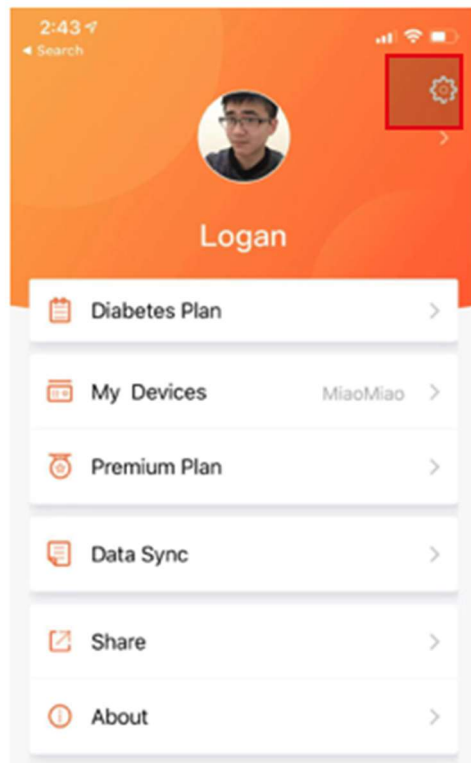 2:43
◀ Search
Logan
Diabetes Plan
My Devices MiaoMiao
Premium Plan
Data Sync
Share
About